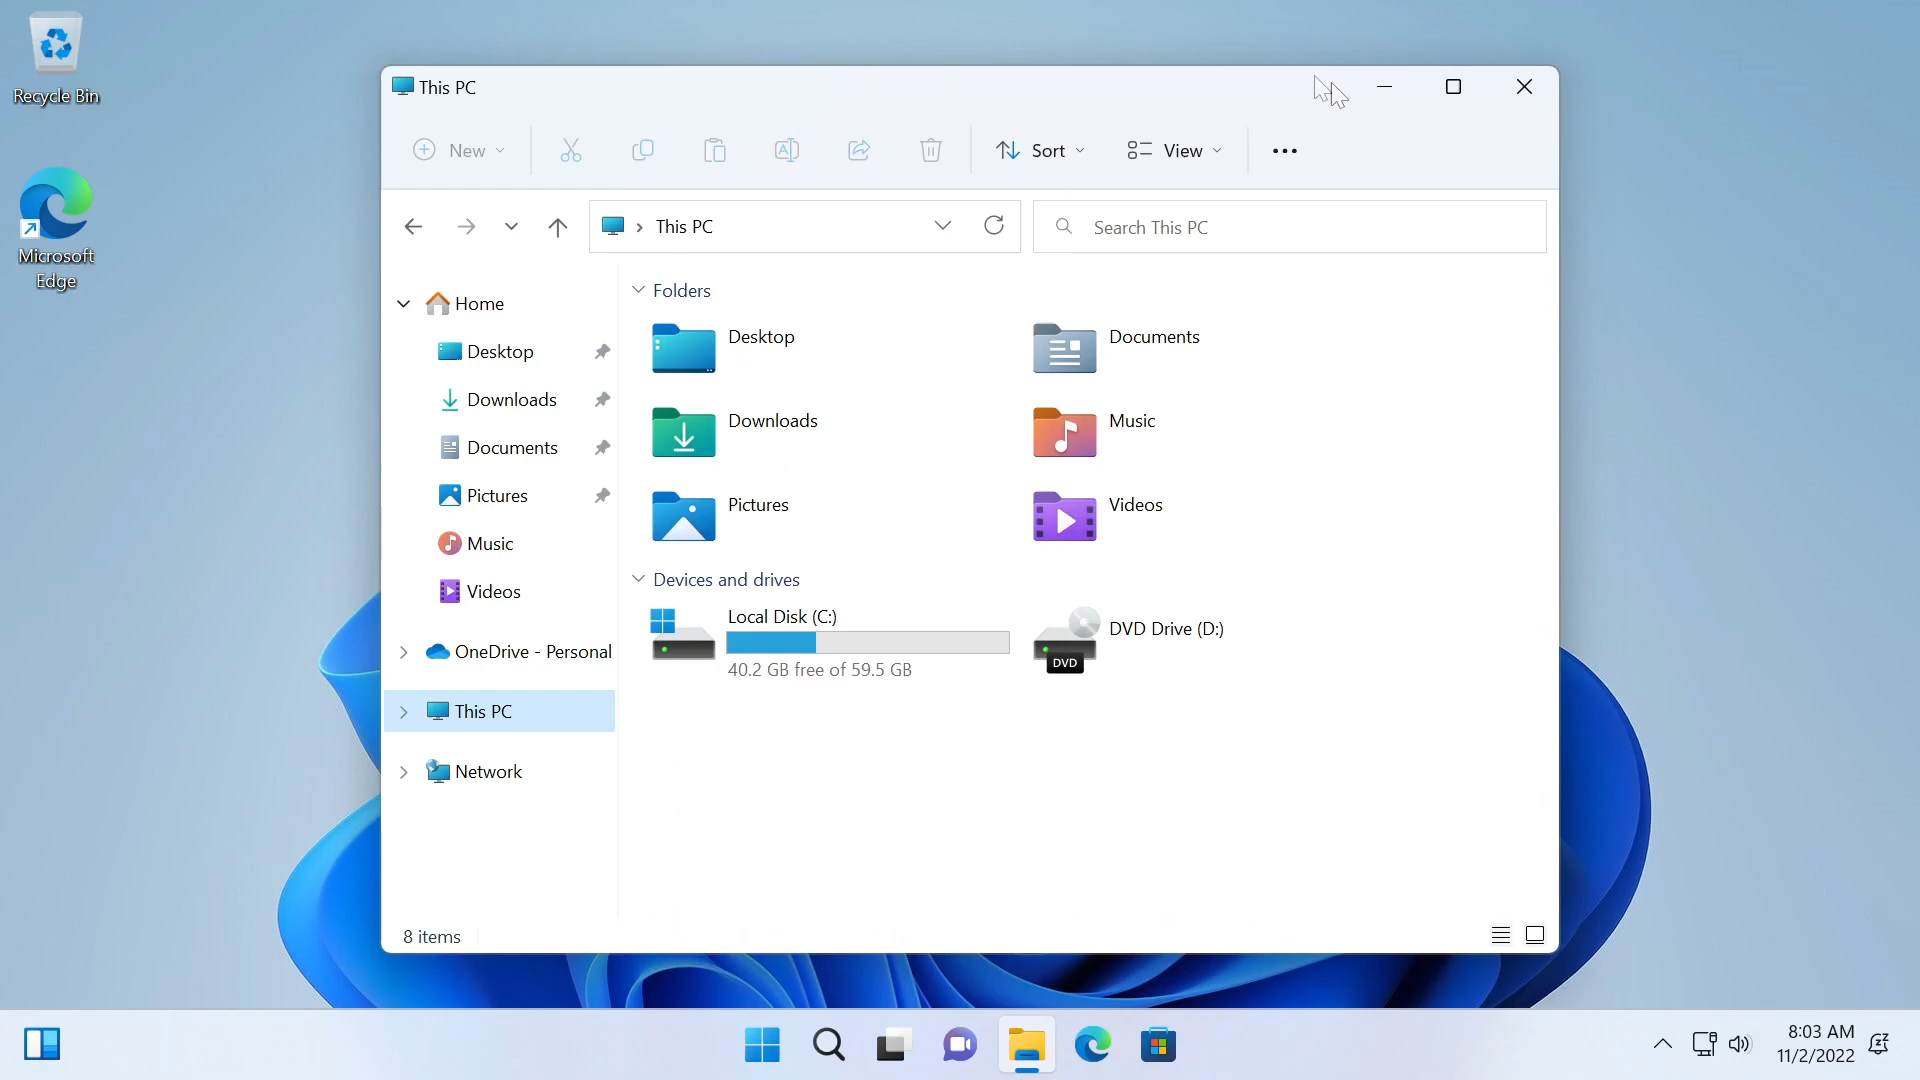 Recycle Bin
Microsoft
Edge
This PC
New
Sort
View
This PC
Search This PC
Home
Desktop
Downloads
Documents
Pictures
Music
Videos
OneDrive - Personal
This PC
Network
Folders
Desktop
Documents
Downloads
Music
Pictures
Videos
Devices and drives
Local Disk (C:)
40.2 GB free of 59.5 GB
DVD
DVD Drive (D:)
8 items
8:03 AM
11/2/2022